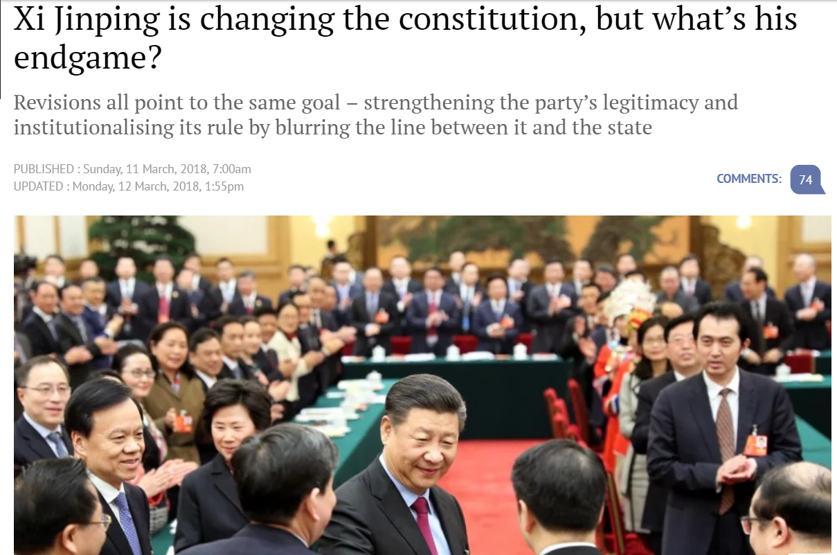 Xi Jinping is changing the constitution, but what’s his
endgame?
Revisions all point to the same goal – strengthening the party’s legitimacy and
institutionalising its rule by blurring the line between it and the state
PUBLISHED : Sunday, 11 March, 2018, 7:00am
UPDATED : Monday, 12 March, 2018, 1:55pm
COMMENTS: 74